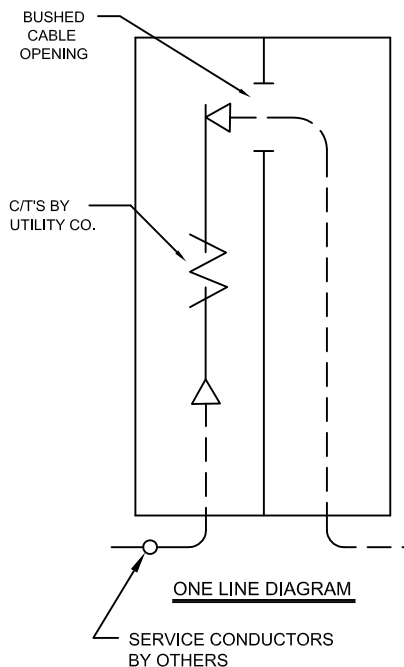 BUSHED
CABLE
OPENING
C/T'S BY
UTILITY CO.
ONE LINE DIAGRAM
SERVICE CONDUCTORS
BY OTHERS